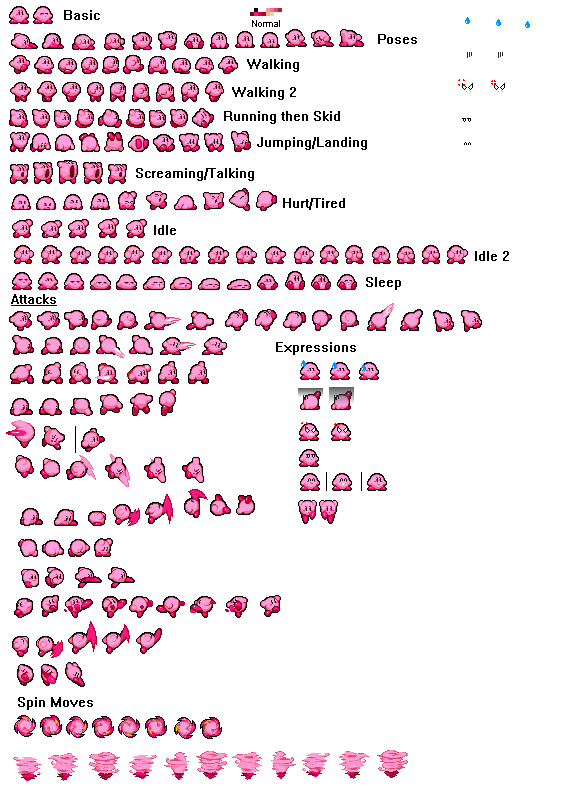 Basic
Normal
Poses
Walking
Walking 2
Running then Skid
Jumping/Landing
Screaming/Talking
Hurt/Tired
Idle
Idle 2
Sleep
Attacks
Expressions
Spin Moves